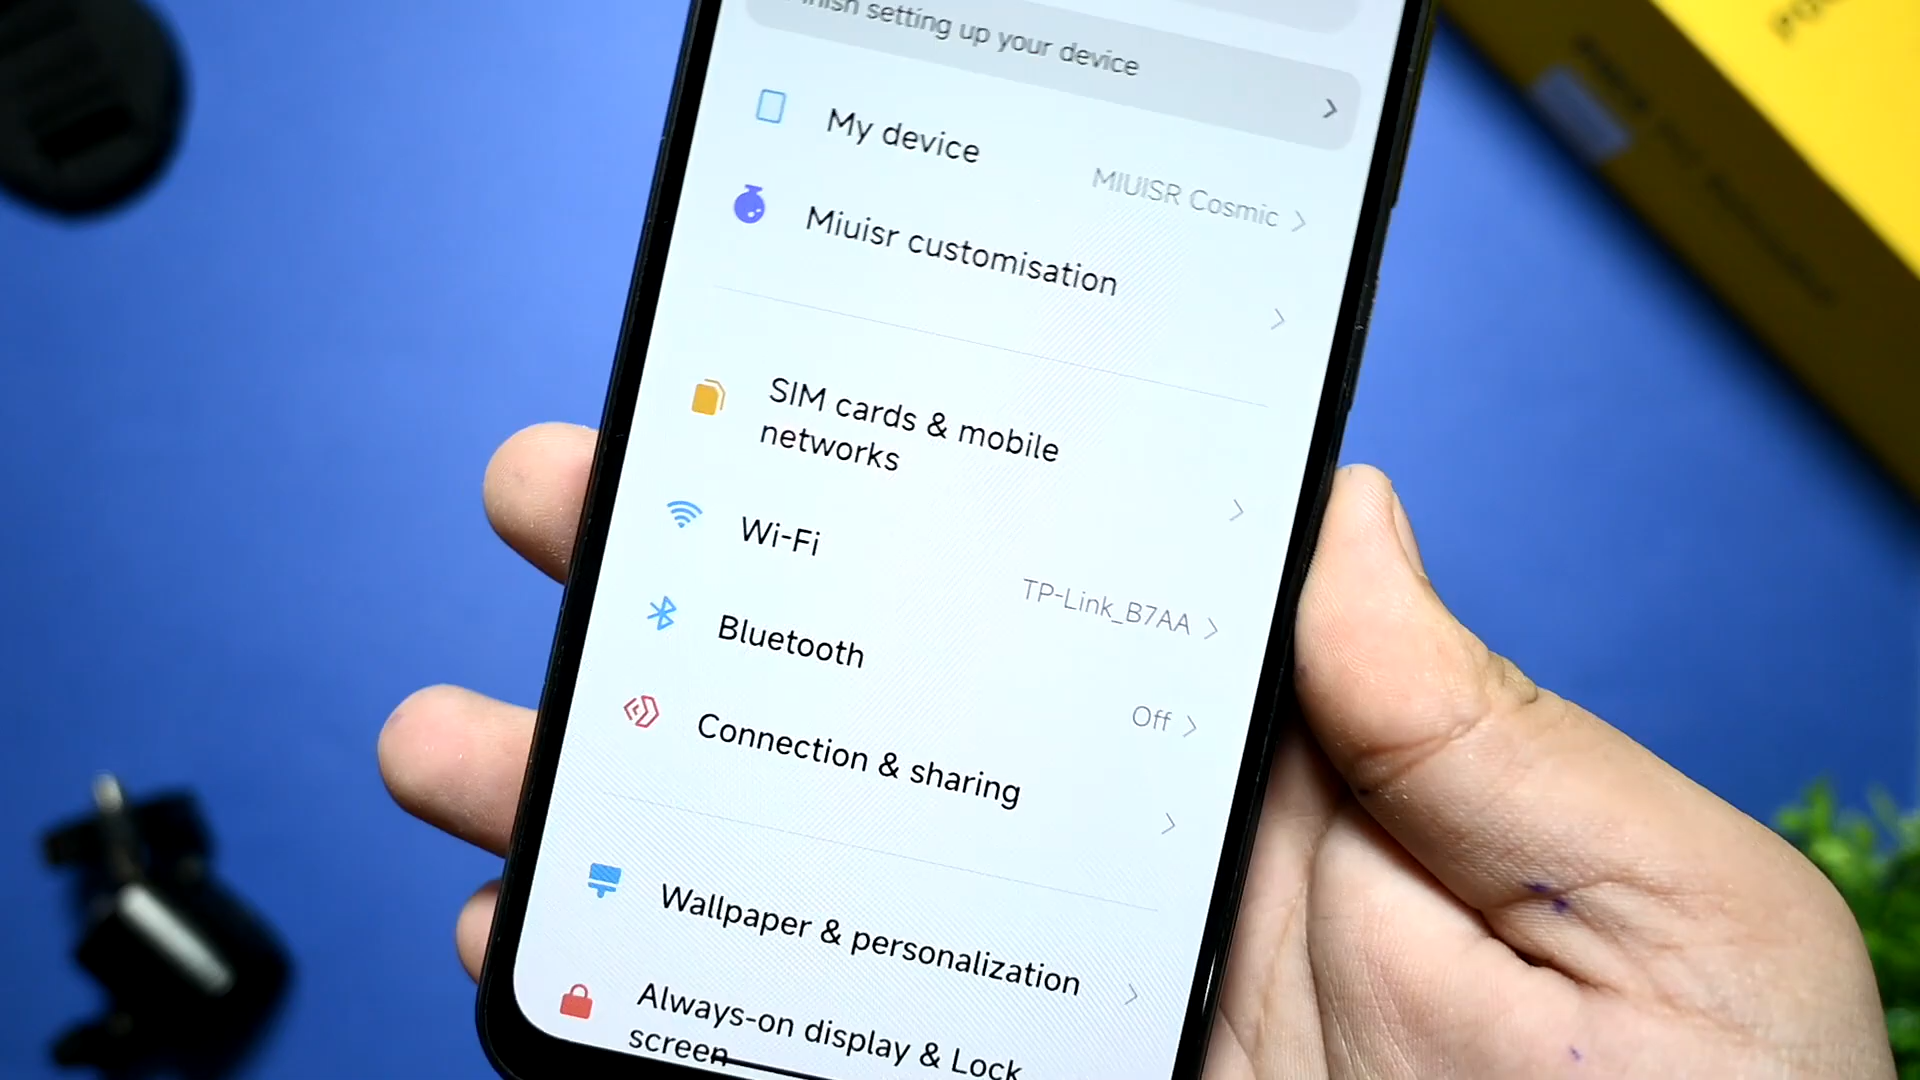 setting up your device
My device
MIUISR Cosmic
Miuisr customisation
SIM cards & mobile
networks
Wi-Fi
TP-Link_B7AA
Bluetooth
Off
Connection & sharing
Wallpaper & personalization
Always-on display & Lock
screen